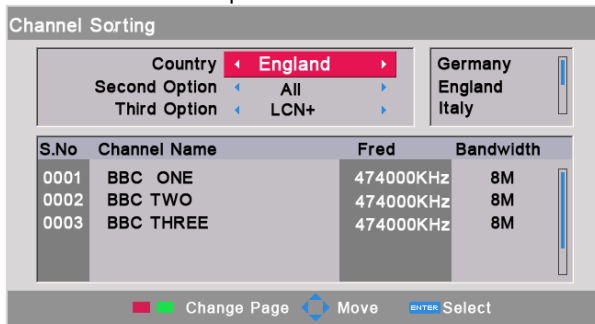 Channel Sorting
Country England
Second Option All
Third Option LCN+
Germany
England
Italy
S.No Channel Name Fred Bandwidth
0001 BBC ONE 474000KHz 8M
0002 BBC TWO 474000KHz 8M
0003 BBC THREE 474000KHz 8M
Change Page Move ENTER Select